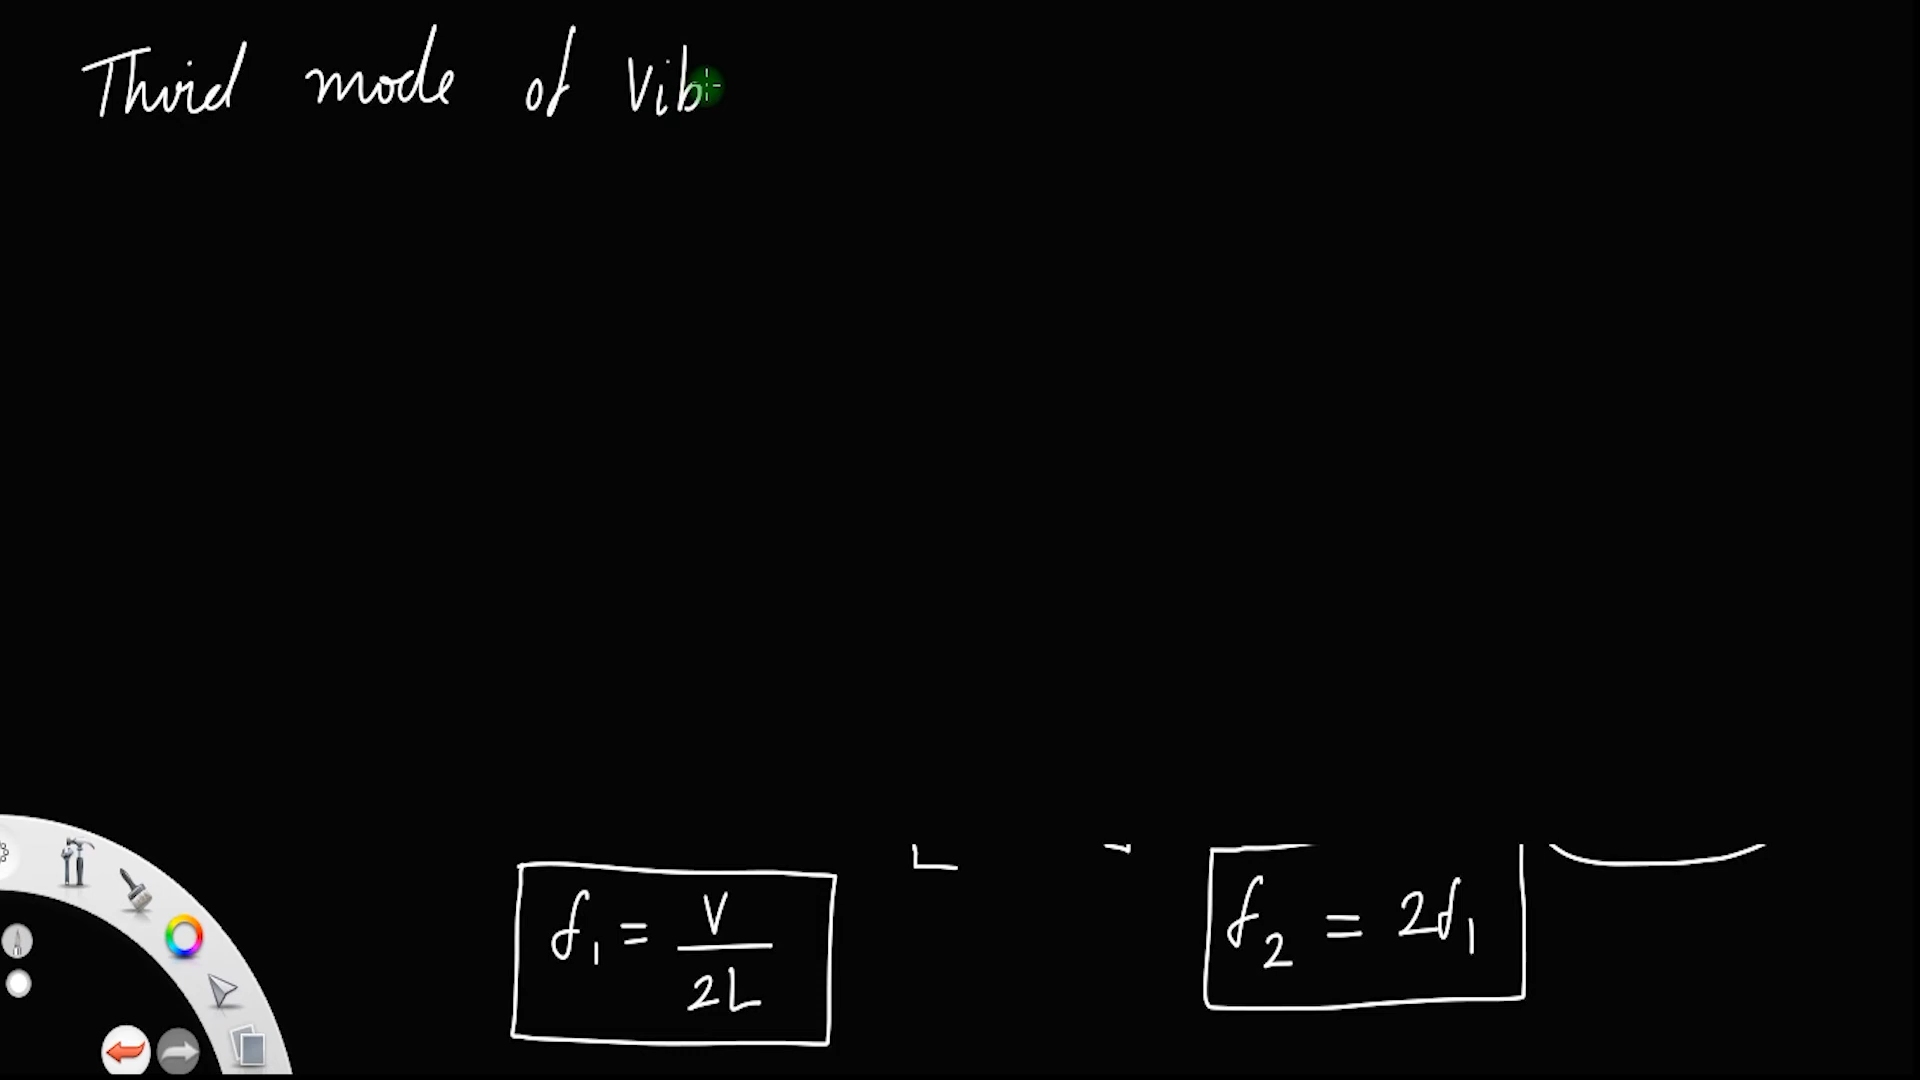 Third mode of Vib
f₁ = V / 2L
f₂ = 2f₁